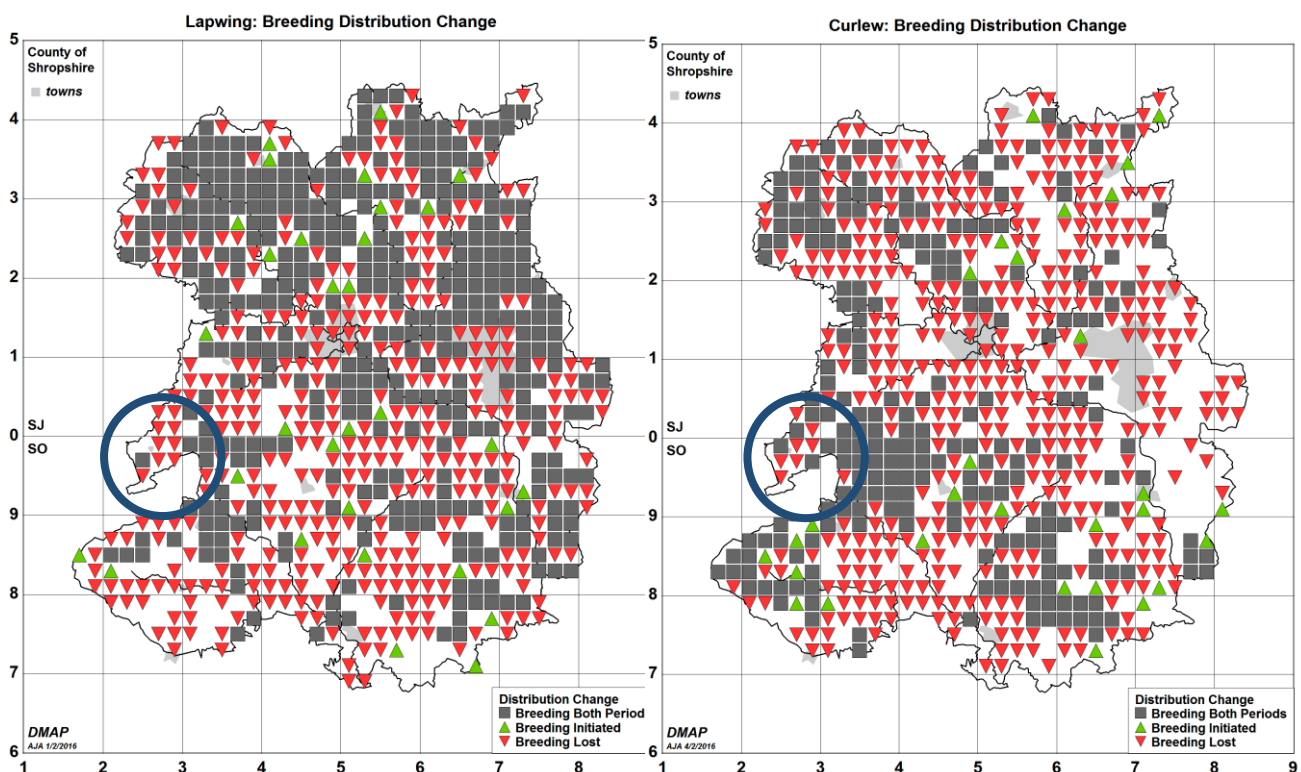 Lapwing: Breeding Distribution Change
5
County of
Shropshire
towns
4
3
2
1
SJ
0
SO
9
8
7
6
Distribution Change
Breeding Both Period
Breeding Initiated
Breeding Lost
DMAP
AJA 1/2/2016
1 2 3 4 5 6 7 8
Curlew: Breeding Distribution Change
5
County of
Shropshire
towns
4
3
2
1
SJ
0
SO
9
8
7
6
Distribution Change
Breeding Both Periods
Breeding Initiated
Breeding Lost
DMAP
AJA 4/2/2016
1 2 3 4 5 6 7 8 9